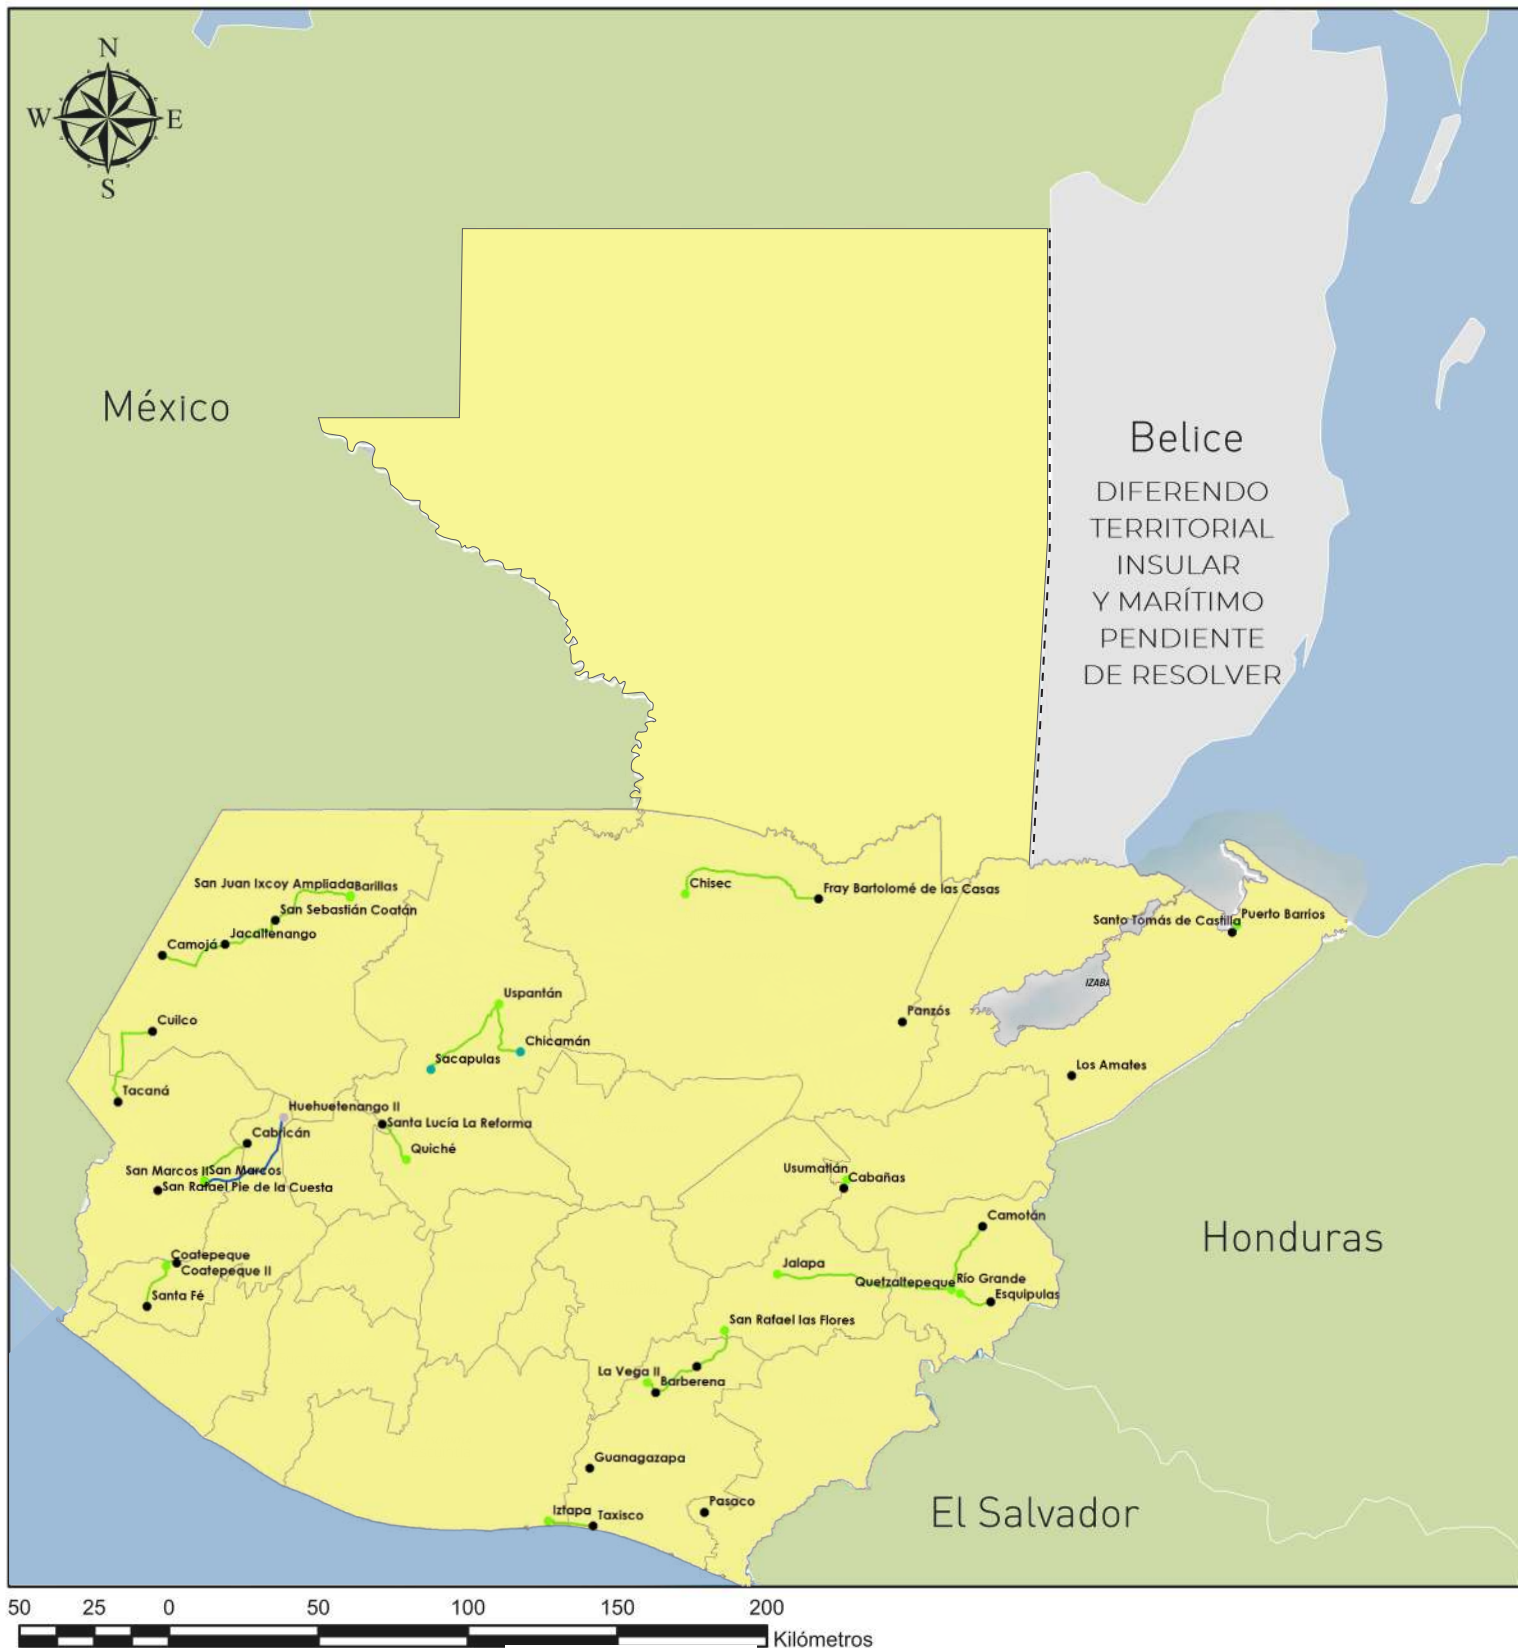 N
W E
S
México
Belice
DIFERENDO
TERRITORIAL
INSULAR
Y MARÍTIMO
PENDIENTE
DE RESOLVER
San Juan Ixcoy Ampliada Barillas
San Sebastián Coatán
Jacaltenango
Camojá
Chisec
Fray Bartolomé de las Casas
Santo Tomás de Castilla
Puerto Barrios
IZABA
Uspantán
Cuilco
Panzós
Chicamán
Sacapulas
Los Amates
Tacaná
Huehuetenango II
Santa Lucía La Reforma
Cabricán
Quiché
San Marcos II San Marcos
San Rafael Pie de la Cuesta
Usumatlán
Cabañas
Camotán
Honduras
Coatepeque
Coatepeque II
Jalapa
Quetzaltepeque
Río Grande
Esquipulas
Santa Fé
San Rafael las Flores
La Vega II
Barberena
Guanagazapa
Pasaco
Iztapa
Taxisco
El Salvador
50 25 0 50 100 150 200
Kilómetros